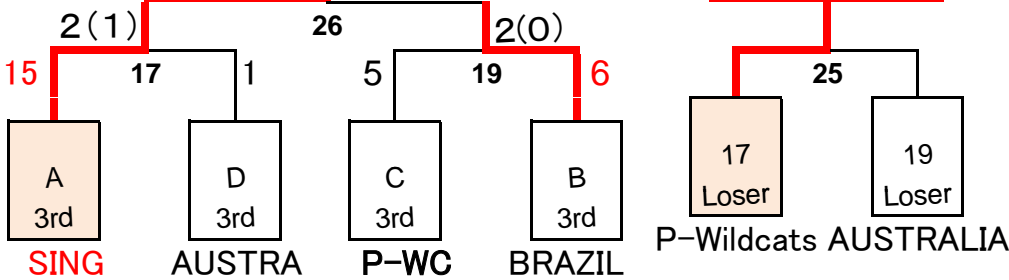 2(1)
26
2(0)
15
17
1
5
19
6
25
A
3rd
D
3rd
C
3rd
B
3rd
17
Loser
19
Loser
SING
AUSTRA
P-WC
BRAZIL
P-Wildcats
AUSTRALIA